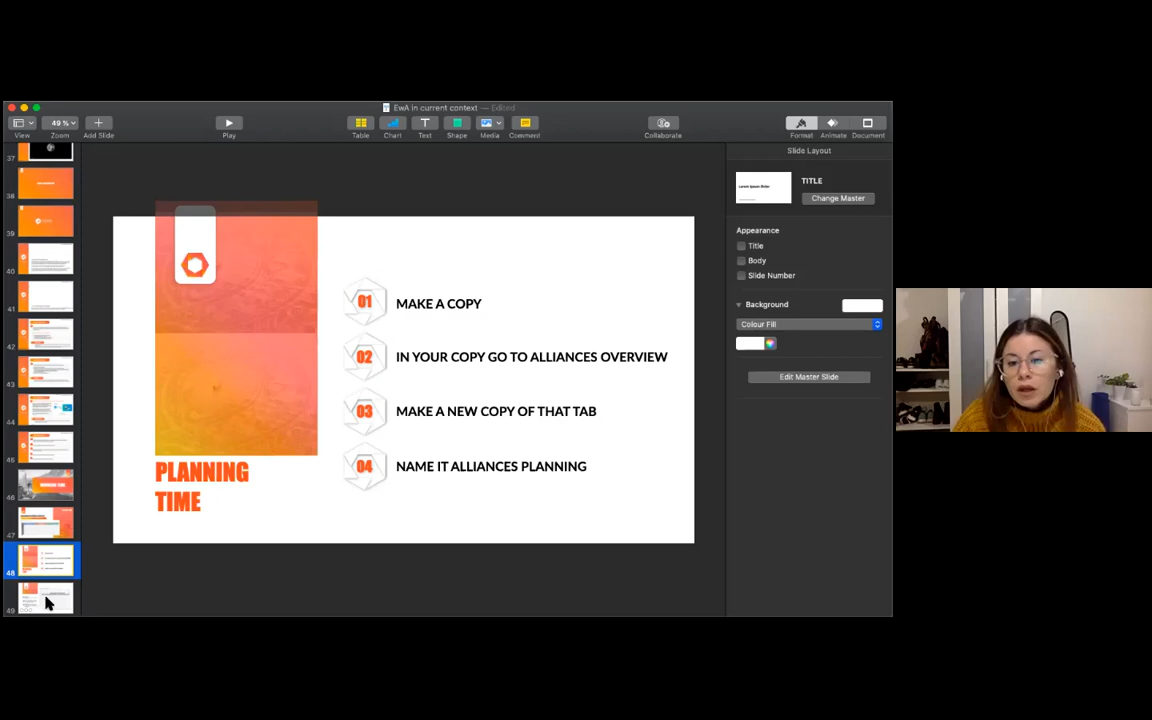 EwA in current context — Edited
View
49 %
Zoom
Add Slide
Play
Table
Chart
Text
Shape
Media
Comment
Collaborate
Format
Animate
Document
Slide Layout
TITLE
Change Master
Appearance
Title
Body
Slide Number
Background
Colour Fill
Edit Master Slide
37
38
39
40
41
42
43
44
45
46
47
48
49
01 MAKE A COPY
02 IN YOUR COPY GO TO ALLIANCES OVERVIEW
03 MAKE A NEW COPY OF THAT TAB
04 NAME IT ALLIANCES PLANNING
PLANNING
TIME